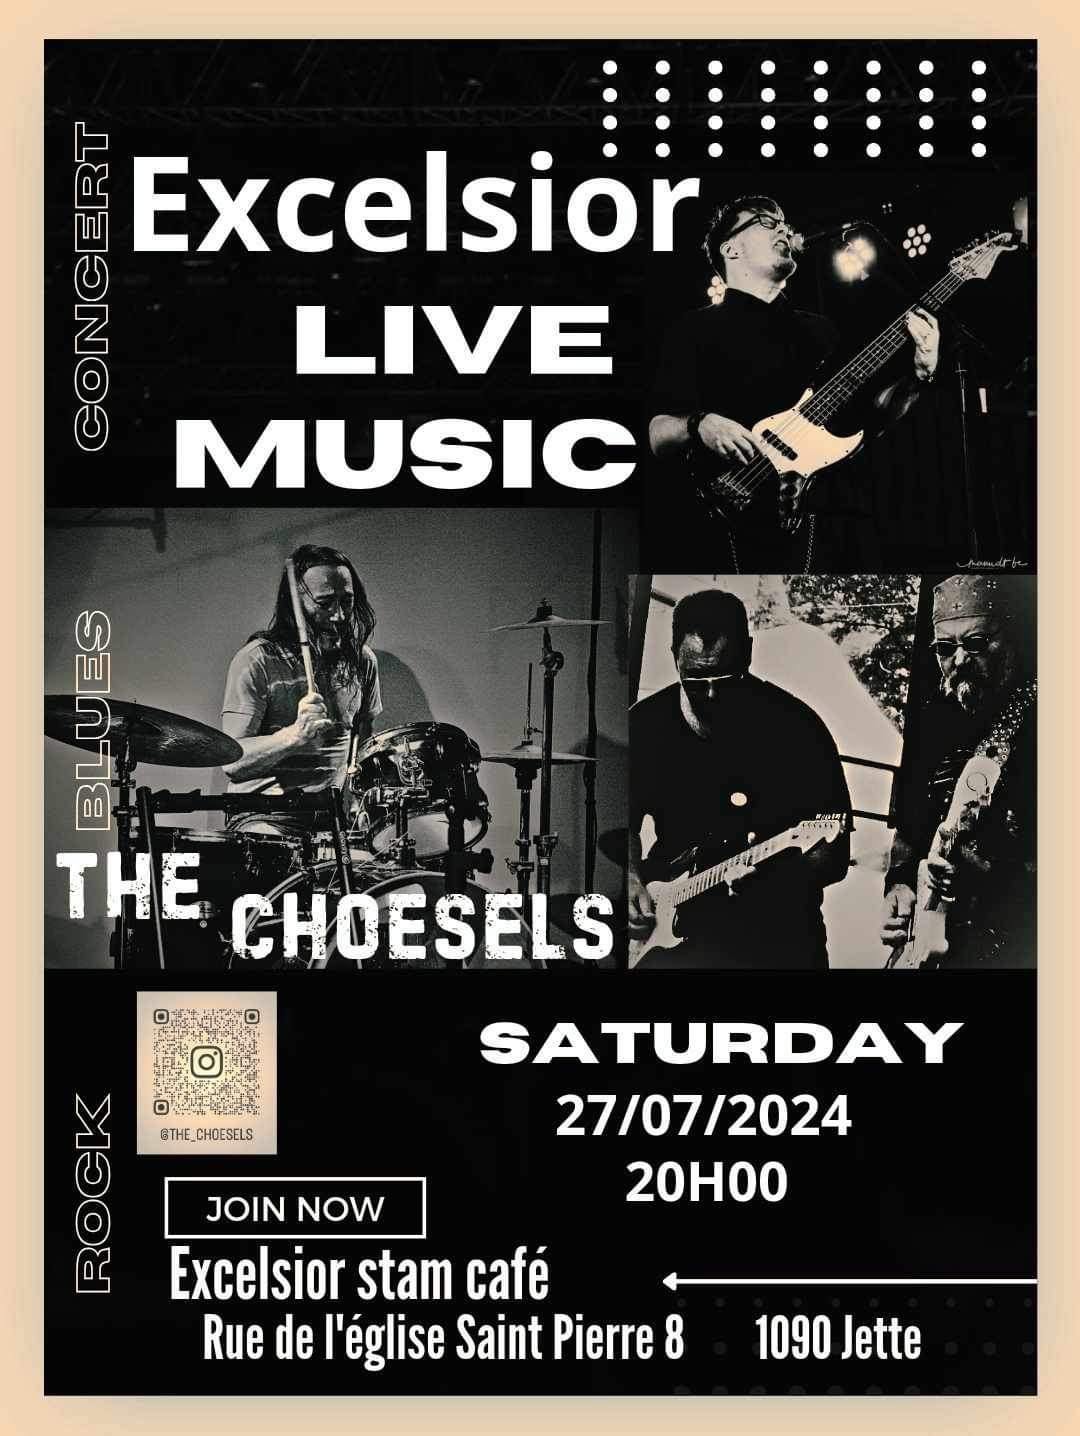 CONCERT
Excelsior
LIVE
MUSIC
BLUES
THE
CHOESELS
@THE_CHOESELS
SATURDAY
27/07/2024
20H00
ROCK
JOIN NOW
Excelsior stam café
Rue de l'église Saint Pierre 8 1090 Jette